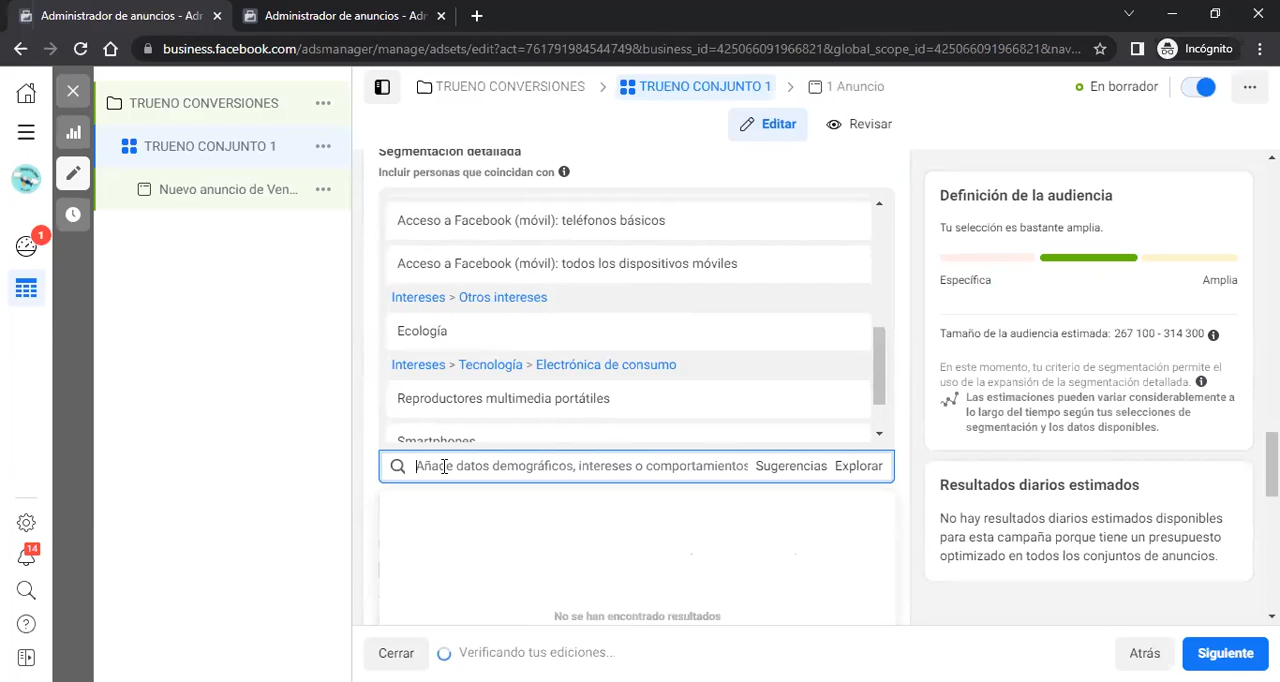 Administrador de anuncios - Adr
Administrador de anuncios - Adr
business.facebook.com/adsmanager/manage/adsets/edit?act=761791984544749&business_id=425066091966821&global_scope_id=425066091966821&nav...
Incógnito
TRUENO CONVERSIONES
TRUENO CONJUNTO 1
Nuevo anuncio de Ven...
1
14
TRUENO CONVERSIONES
TRUENO CONJUNTO 1
1 Anuncio
En borrador
Editar
Revisar
Segmentación detallada
Incluir personas que coincidan con
Acceso a Facebook (móvil): teléfonos básicos
Acceso a Facebook (móvil): todos los dispositivos móviles
Intereses > Otros intereses
Ecología
Intereses > Tecnología > Electrónica de consumo
Reproductores multimedia portátiles
Smartphones
Añade datos demográficos, intereses o comportamientos Sugerencias Explorar
No se han encontrado resultados
Definición de la audiencia
Tu selección es bastante amplia.
Específica
Amplia
Tamaño de la audiencia estimada: 267 100 - 314 300
En este momento, tu criterio de segmentación permite el
uso de la expansión de la segmentación detallada.
Las estimaciones pueden variar considerablemente a
lo largo del tiempo según tus selecciones de
segmentación y los datos disponibles.
Resultados diarios estimados
No hay resultados diarios estimados disponibles
para esta campaña porque tiene un presupuesto
optimizado en todos los conjuntos de anuncios.
Cerrar
Verificando tus ediciones...
Atrás
Siguiente